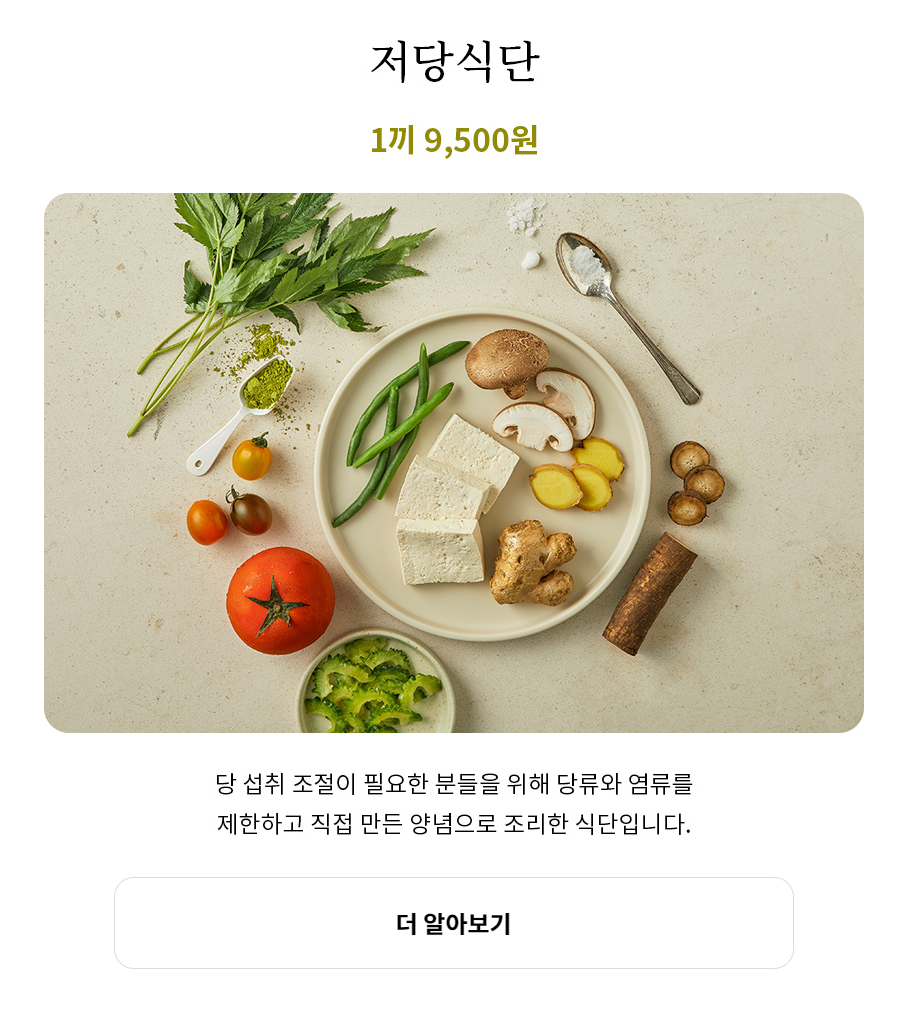 저당식단
1끼 9,500원
당 섭취 조절이 필요한 분들을 위해 당류와 염류를
제한하고 직접 만든 양념으로 조리한 식단입니다.
더 알아보기